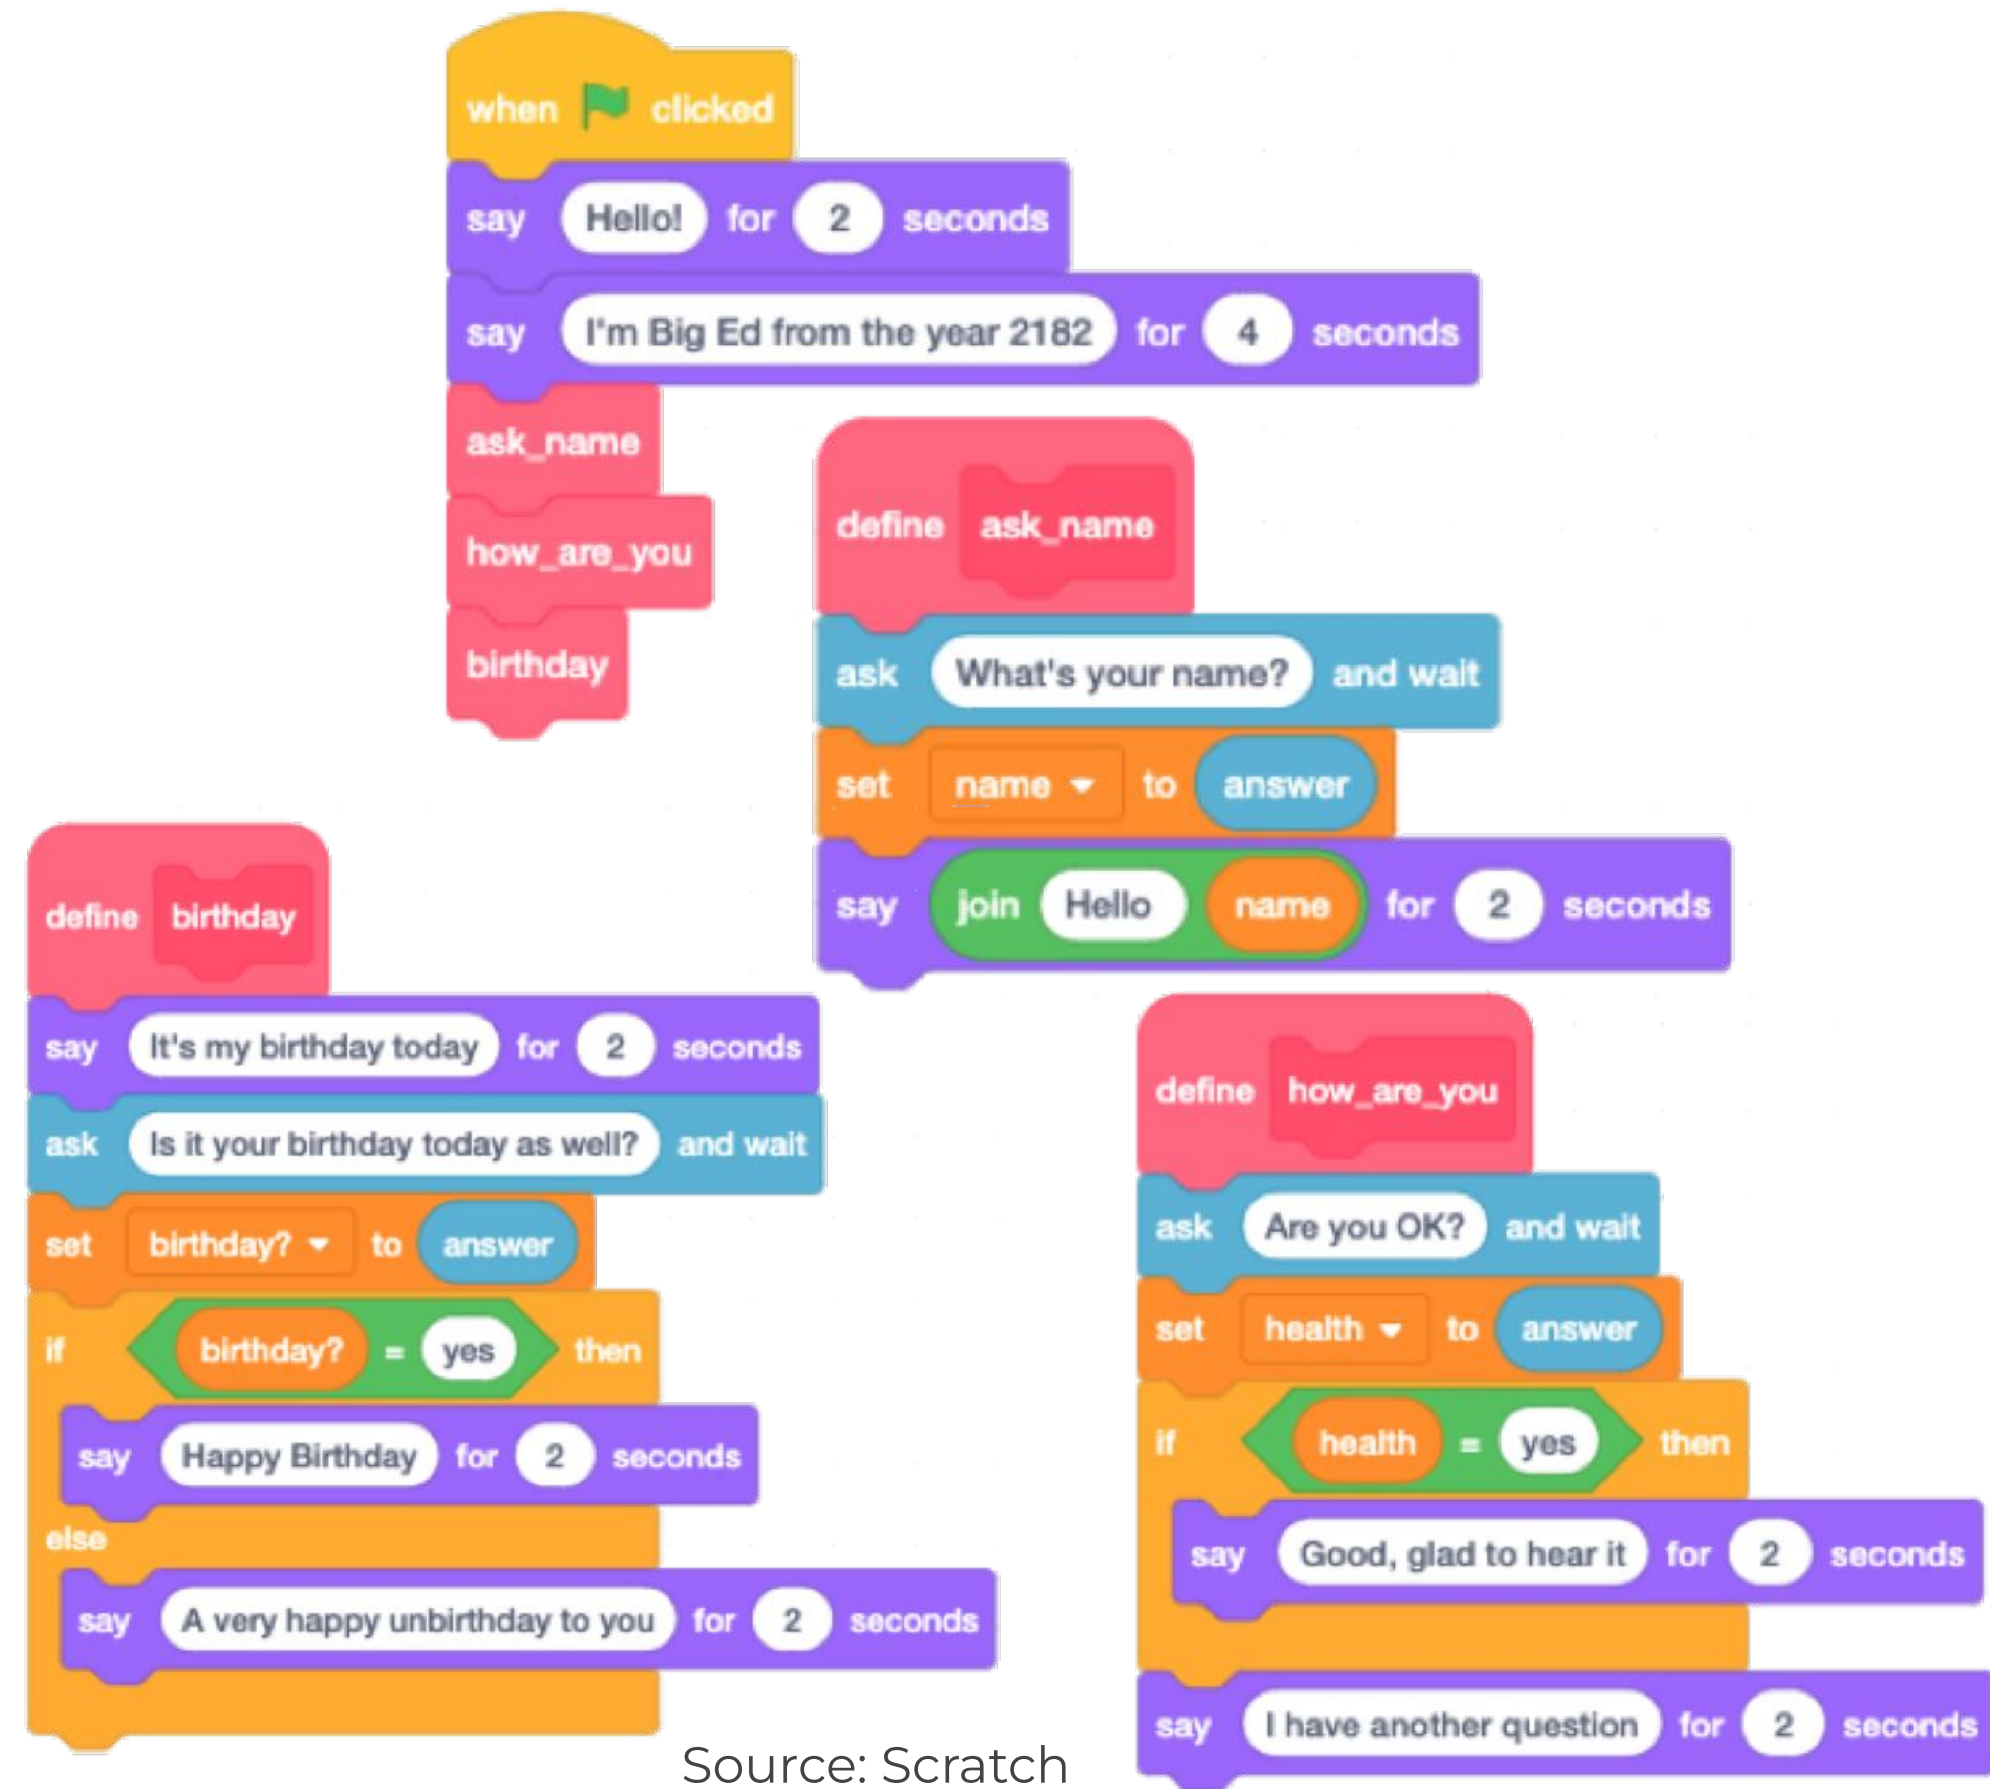 when clicked
say Hello! for 2 seconds
say I'm Big Ed from the year 2182 for 4 seconds
ask_name
how_are_you
birthday
define ask_name
ask What's your name? and wait
set name to answer
say join Hello name for 2 seconds
define birthday
say It's my birthday today for 2 seconds
ask Is it your birthday today as well? and wait
set birthday? to answer
if birthday? = yes then
say Happy Birthday for 2 seconds
else
say A very happy unbirthday to you for 2 seconds
define how_are_you
ask Are you OK? and wait
set health to answer
if health = yes then
say Good, glad to hear it for 2 seconds
say I have another question for 2 seconds
Source: Scratch